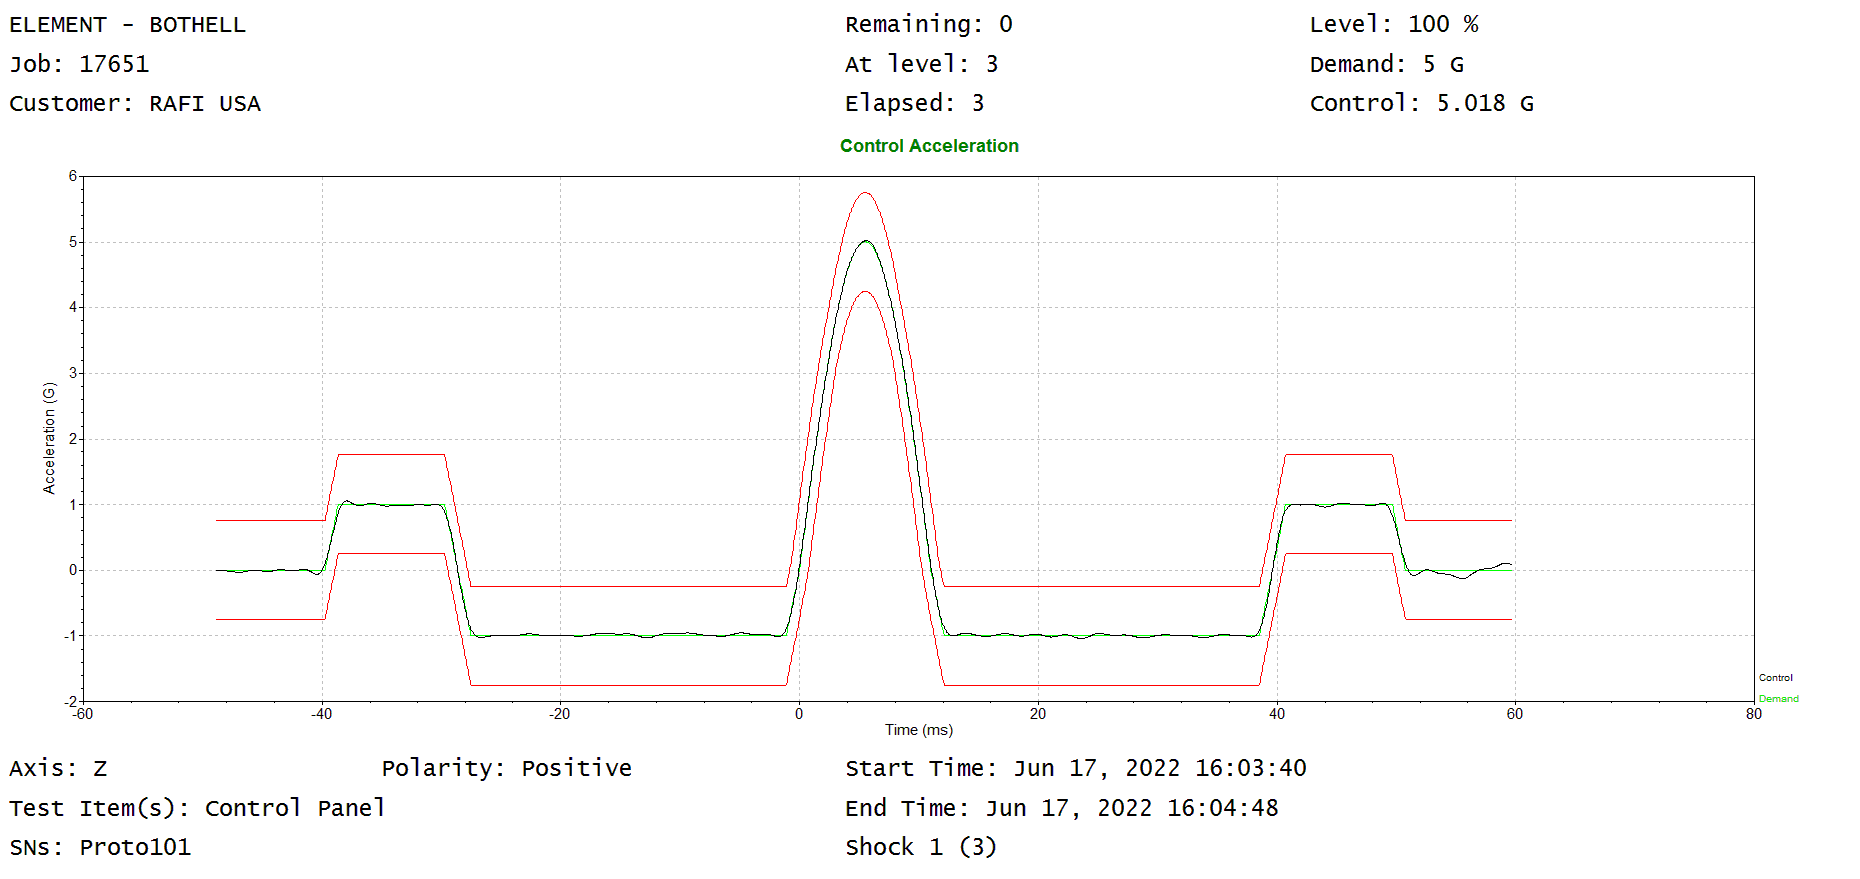 ELEMENT - BOTHELL
Remaining: 0
Level: 100 %
Job: 17651
At level: 3
Demand: 5 G
Customer: RAFI USA
Elapsed: 3
Control: 5.018 G
Control Acceleration
6
5
4
3
2
1
0
-1
-2
Acceleration (G)
-60
-40
-20
0
20
40
60
80
Time (ms)
Control
Demand
Axis: Z
Polarity: Positive
Start Time: Jun 17, 2022 16:03:40
Test Item(s): Control Panel
End Time: Jun 17, 2022 16:04:48
SNs: Proto101
Shock 1 (3)